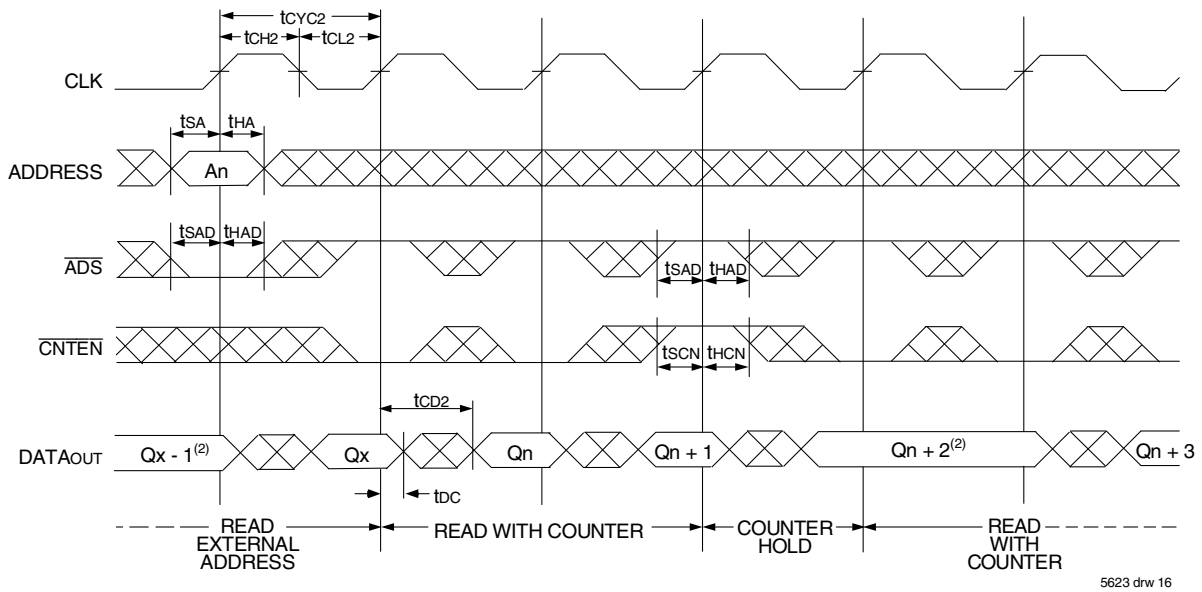 tCYC2
tCH2 tCL2
CLK
tSA tHA
ADDRESS An
tSAD tHAD
ADS
tSAD tHAD
CNTEN
tSCN tHCN
tCD2
DATAOUT Qx - 1(2) Qx Qn Qn + 1 Qn + 2(2) Qn + 3
tDC
READ EXTERNAL ADDRESS
READ WITH COUNTER
COUNTER HOLD
READ WITH COUNTER
5623 drw 16